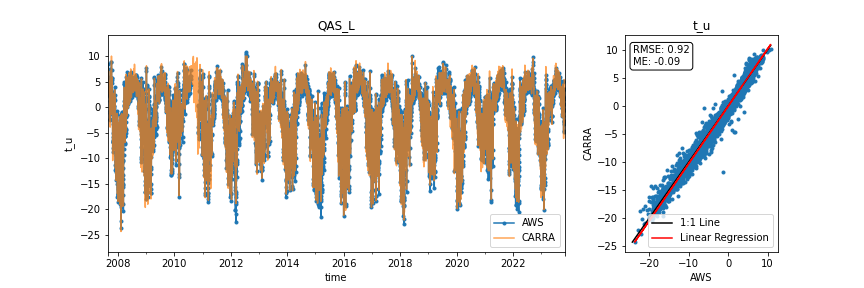 QAS_L
t_u
10
5
0
−5
−10
−15
−20
−25
2008
2010
2012
2014
2016
2018
2020
2022
time
AWS
CARRA
t_u
CARRA
10
5
0
−5
−10
−15
−20
−25
−20
−10
0
10
AWS
RMSE: 0.92
ME: -0.09
1:1 Line
Linear Regression